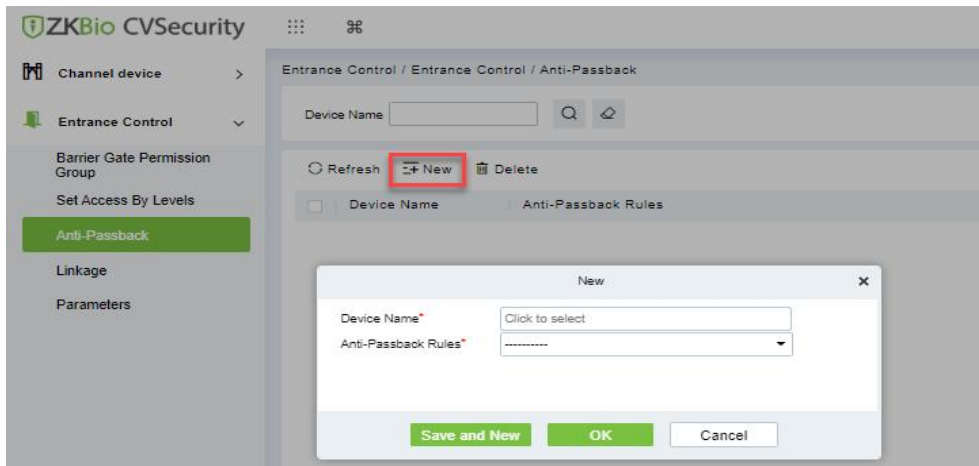 ZKBio CVSecurity
Channel device
Entrance Control
Barrier Gate Permission
Group
Set Access By Levels
Anti-Passback
Linkage
Parameters
Entrance Control / Entrance Control / Anti-Passback
Device Name
Refresh New Delete
Device Name Anti-Passback Rules
New
Device Name* Click to select
Anti-Passback Rules* ----------
Save and New OK Cancel